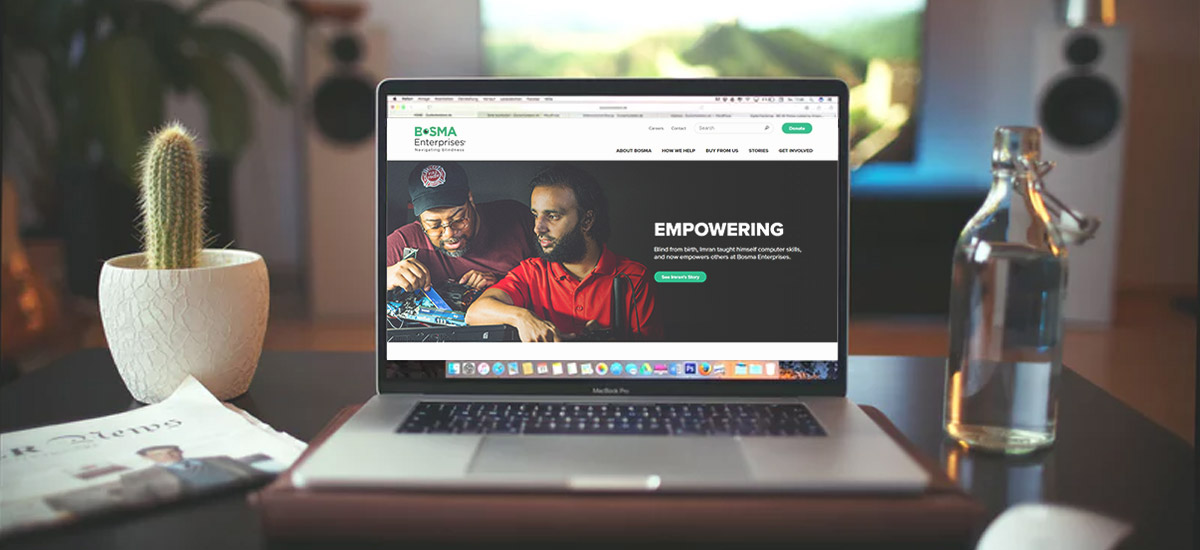 Careers Contact Search Donate
BOSMA
Enterprises
Navigating blindness
ABOUT BOSMA HOW WE HELP BUY FROM US STORIES GET INVOLVED
EMPOWERING
Blind from birth, Imran taught himself computer skills,
and now empowers others at Bosma Enterprises.
See Imran's Story
MacBook Pro
R News